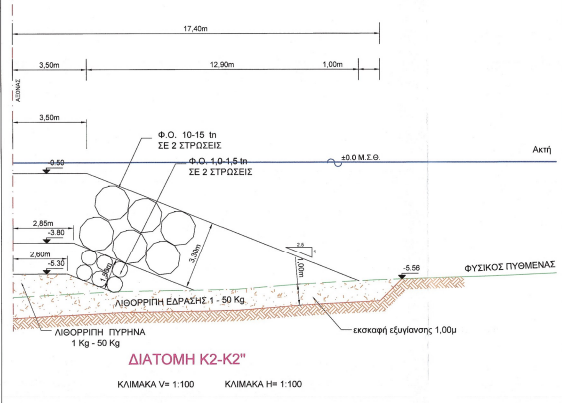 17,40m
3,50m
12,90m
1,00m
ΑΞΟΝΑΣ
3,50m
Φ.Ο. 10-15 tn
ΣΕ 2 ΣΤΡΩΣΕΙΣ
Φ.Ο. 1,0-1,5 tn
ΣΕ 2 ΣΤΡΩΣΕΙΣ
±0.0 Μ.Σ.Θ.
Ακτή
-0.50
2,85m
-3.80
2,60m
-5.30
3,30m
2,5
1,00m
-5.56
ΦΥΣΙΚΟΣ ΠΥΘΜΕΝΑΣ
ΛΙΘΟΡΡΙΠΗ ΕΔΡΑΣΗΣ 1 - 50 Kg
ΛΙΘΟΡΡΙΠΗ ΠΥΡΗΝΑ
1 Kg - 50 Kg
εκσκαφή εξυγίανσης 1,00μ
ΔΙΑΤΟΜΗ Κ2-Κ2"
ΚΛΙΜΑΚΑ V= 1:100 ΚΛΙΜΑΚΑ H= 1:100